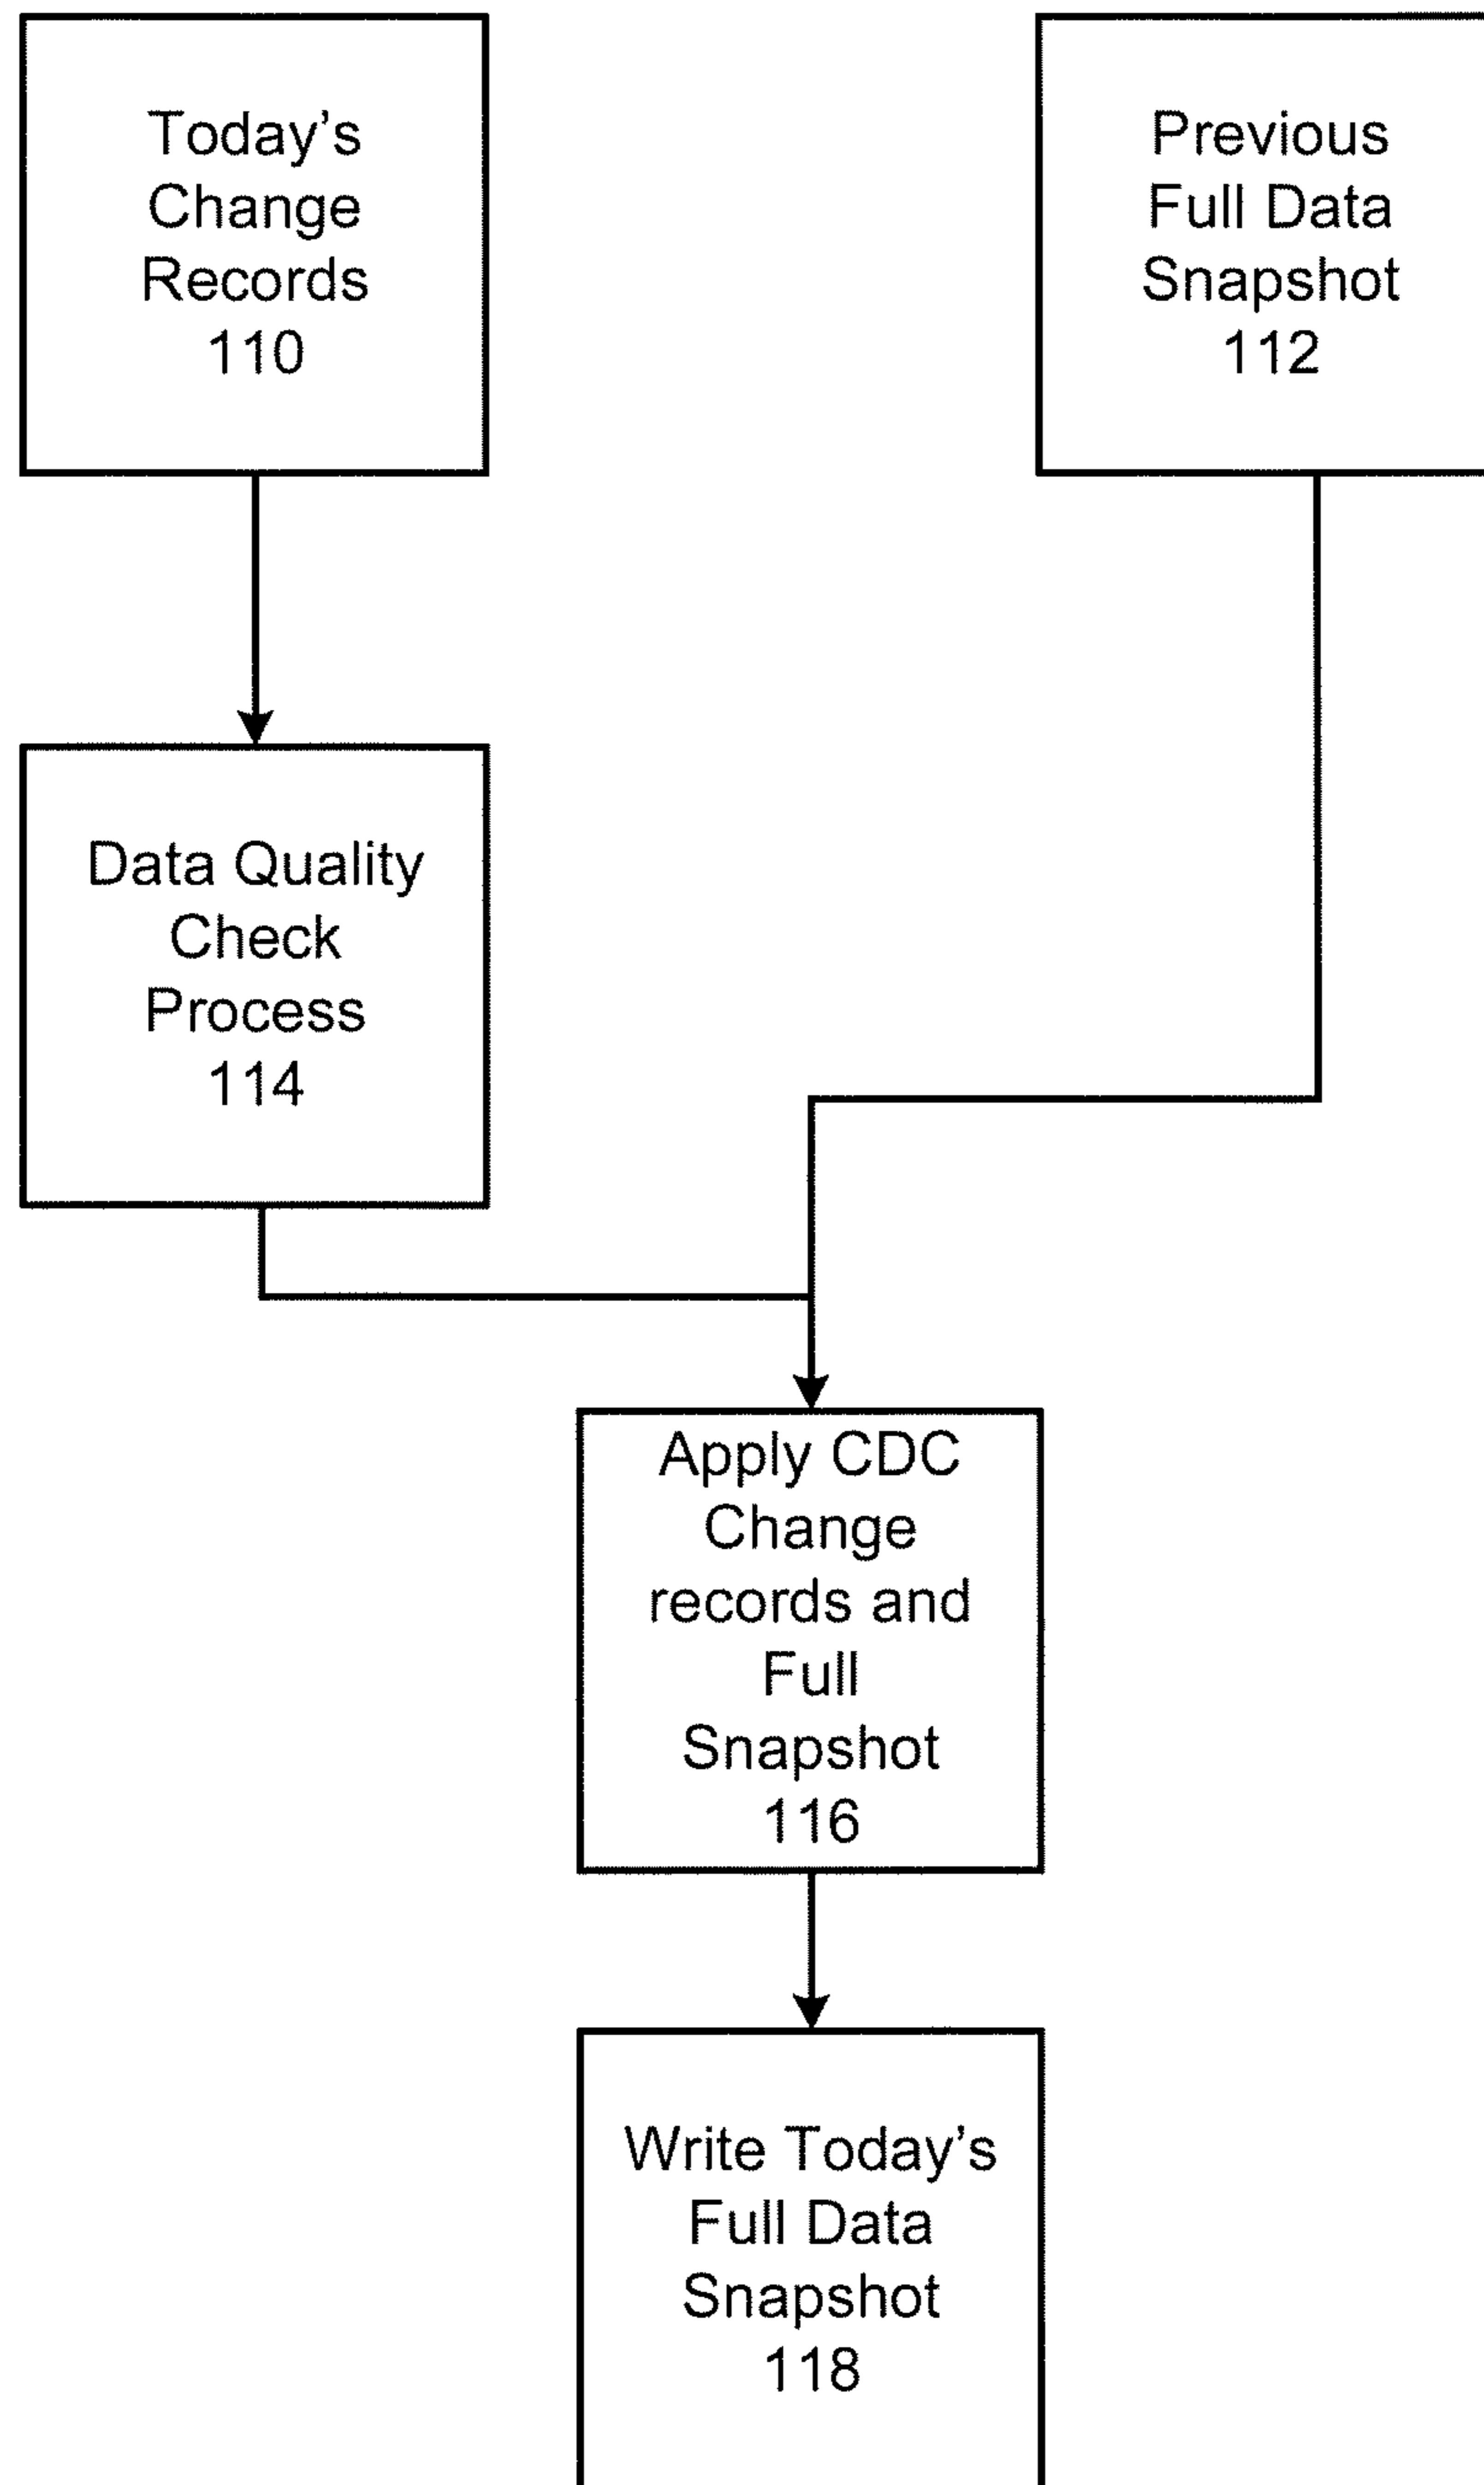 Today's
Change
Records
110
Previous
Full Data
Snapshot
112
Data Quality
Check
Process
114
Apply CDC
Change
records and
Full
Snapshot
116
Write Today's
Full Data
Snapshot
118